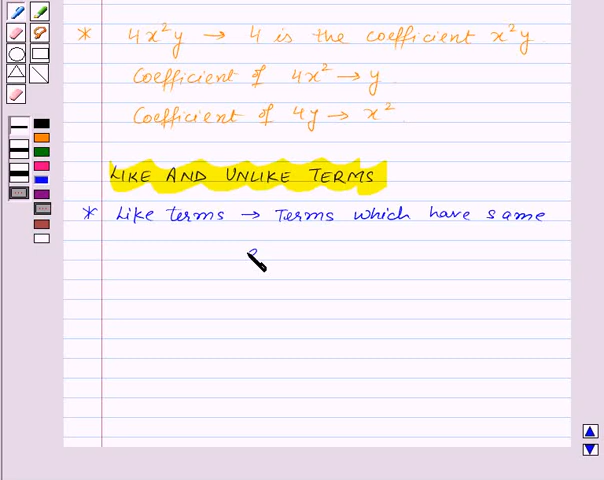 * 4x²y → 4 is the coefficient x²y
Coefficient of 4x² → y
Coefficient of 4y → x².
LIKE AND UNLIKE TERMS
* Like terms → Terms which have same